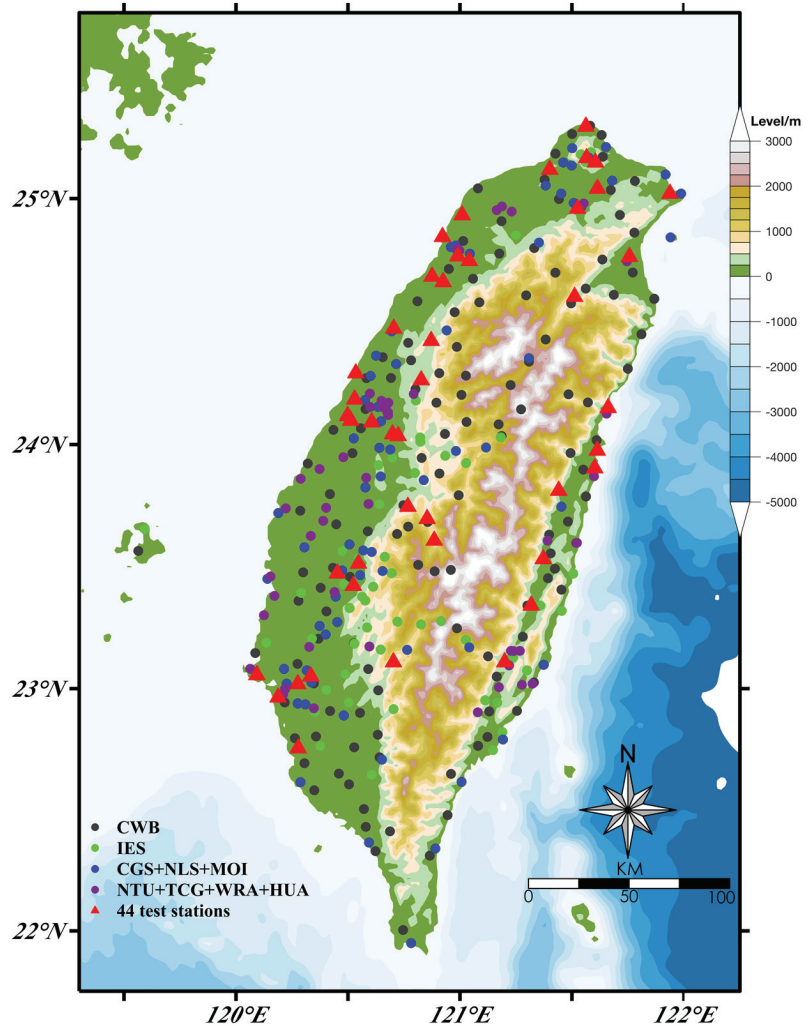 Level/m
3000
2000
1000
0
-1000
-2000
-3000
-4000
-5000
25°N
24°N
23°N
22°N
120°E
121°E
122°E
CWB
IES
CGS+NLS+MOI
NTU+TCG+WRA+HUA
44 test stations
N
KM
0 50 100